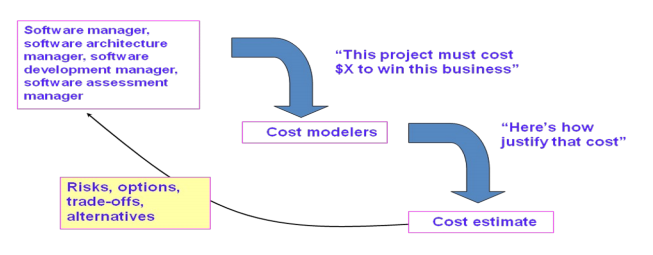 Software manager,
software architecture
manager, software
development manager,
software assessment
manager
“This project must cost
$X to win this business”
Cost modelers
“Here’s how
justify that cost”
Risks, options,
trade-offs,
alternatives
Cost estimate